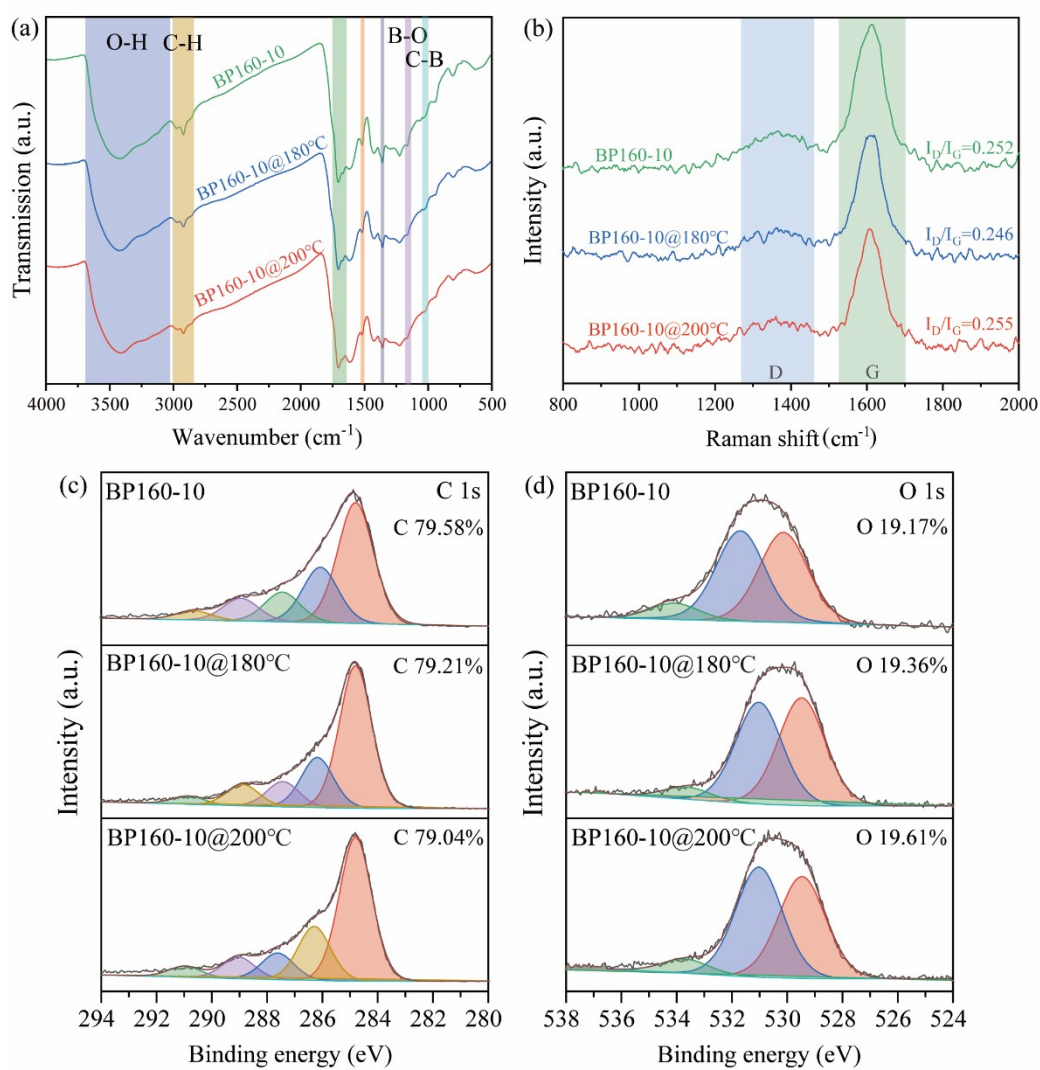 (a)
O-H
C-H
B-O
C-B
BP160-10
BP160-10@180℃
BP160-10@200℃
Transmission (a.u.)
4000 3500 3000 2500 2000 1500 1000 500
Wavenumber (cm⁻¹)
(b)
BP160-10
I_D/I_G=0.252
BP160-10@180℃
I_D/I_G=0.246
BP160-10@200℃
I_D/I_G=0.255
D
G
Intensity (a.u.)
800 1000 1200 1400 1600 1800 2000
Raman shift (cm⁻¹)
(c)
BP160-10
C 1s
C 79.58%
BP160-10@180℃
C 79.21%
BP160-10@200℃
C 79.04%
Intensity (a.u.)
294 292 290 288 286 284 282 280
Binding energy (eV)
(d)
BP160-10
O 1s
O 19.17%
BP160-10@180℃
O 19.36%
BP160-10@200℃
O 19.61%
Intensity (a.u.)
538 536 534 532 530 528 526 524
Binding energy (eV)